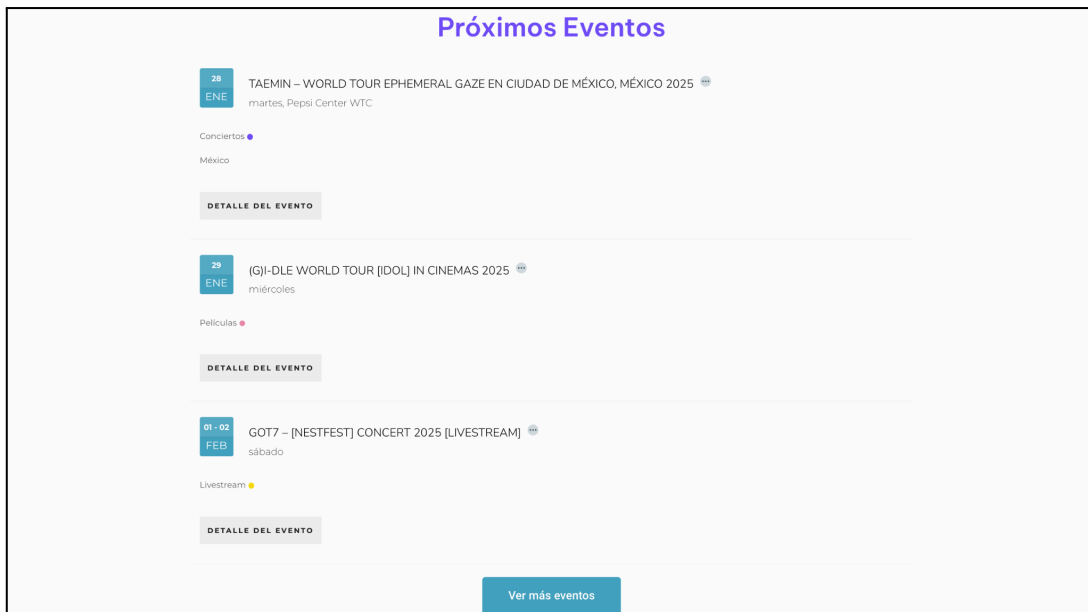 Próximos Eventos
28
ENE
TAEMIN – WORLD TOUR EPHEMERAL GAZE EN CIUDAD DE MÉXICO, MÉXICO 2025
martes, Pepsi Center WTC
Conciertos
México
DETALLE DEL EVENTO
29
ENE
(G)I-DLE WORLD TOUR [IDOL] IN CINEMAS 2025
miércoles
Películas
DETALLE DEL EVENTO
01 - 02
FEB
GOT7 – [NESTFEST] CONCERT 2025 [LIVESTREAM]
sábado
Livestream
DETALLE DEL EVENTO
Ver más eventos